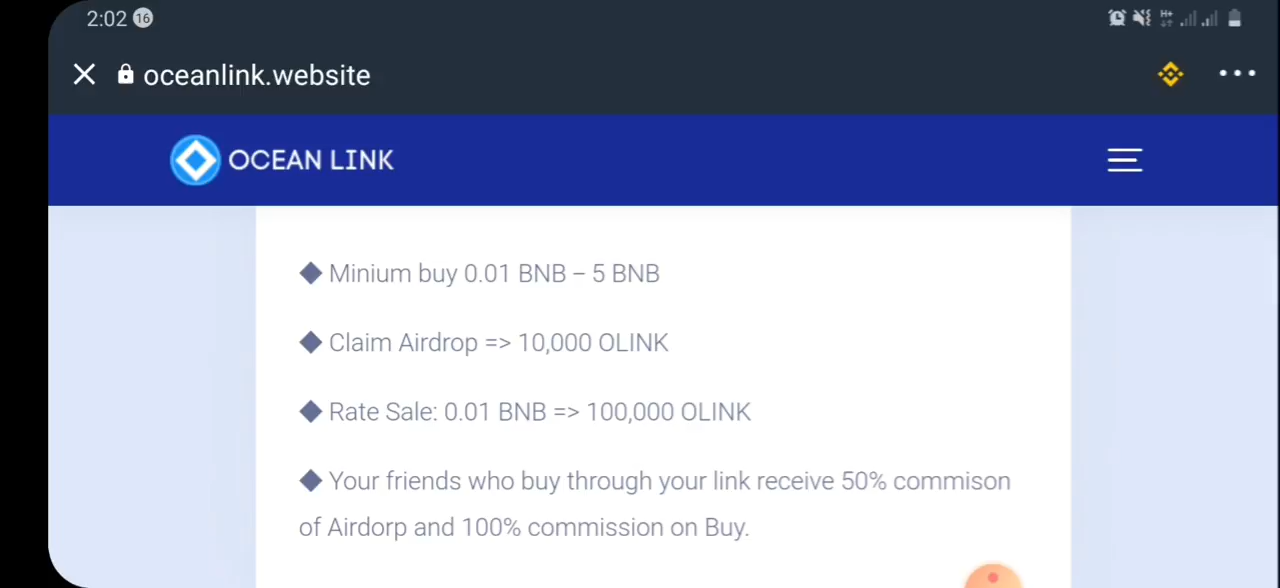 2:02 16
H+
oceanlink.website
OCEAN LINK
Minium buy 0.01 BNB – 5 BNB
Claim Airdrop => 10,000 OLINK
Rate Sale: 0.01 BNB => 100,000 OLINK
Your friends who buy through your link receive 50% commison
of Airdorp and 100% commission on Buy.